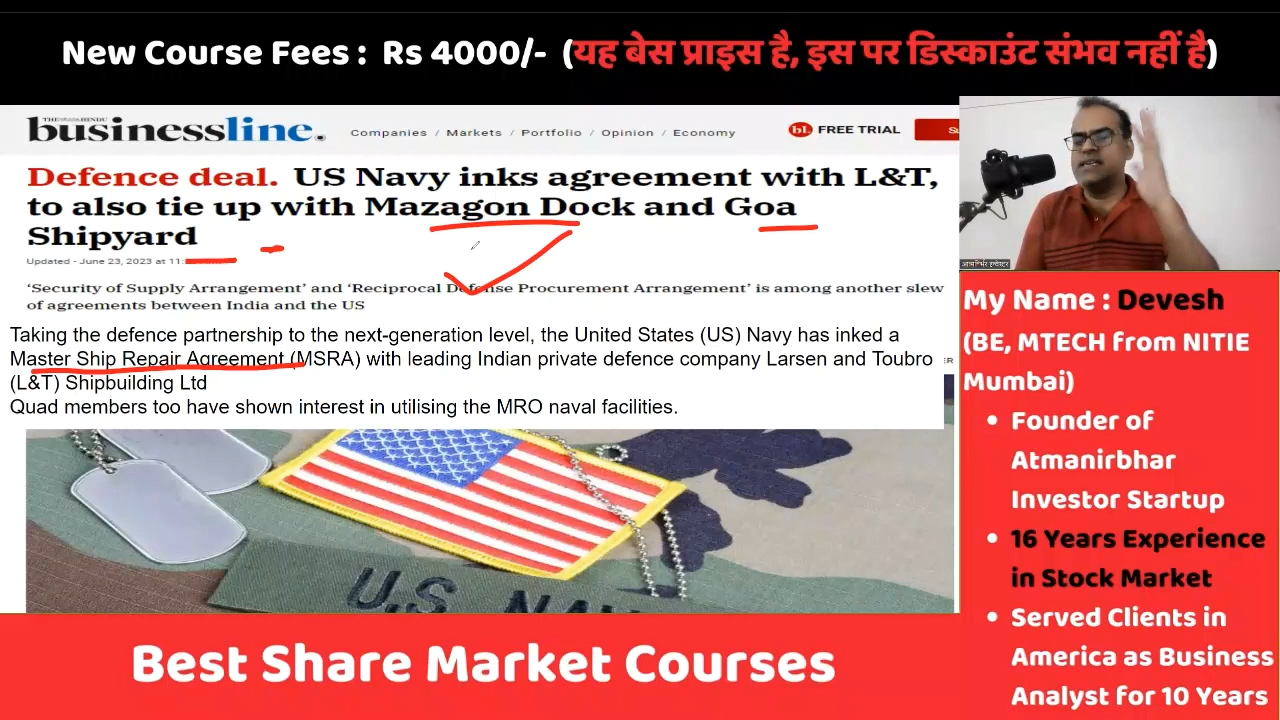 New Course Fees : Rs 4000/- (यह बेस प्राइस है, इस पर डिस्काउंट संभव नहीं है)
businessline.
Companies / Markets / Portfolio / Opinion / Economy
bl. FREE TRIAL
Defence deal. US Navy inks agreement with L&T,
to also tie up with Mazagon Dock and Goa
Shipyard
Updated - June 23, 2023 at 11:
‘Security of Supply Arrangement’ and ‘Reciprocal Defense Procurement Arrangement’ is among another slew
of agreements between India and the US
Taking the defence partnership to the next-generation level, the United States (US) Navy has inked a
Master Ship Repair Agreement (MSRA) with leading Indian private defence company Larsen and Toubro
(L&T) Shipbuilding Ltd
Quad members too have shown interest in utilising the MRO naval facilities.
U.S. NAV
Best Share Market Courses
आत्मनिर्भर इन्वेस्टर
My Name : Devesh
(BE, MTECH from NITIE
Mumbai)
• Founder of
Atmanirbhar
Investor Startup
• 16 Years Experience
in Stock Market
• Served Clients in
America as Business
Analyst for 10 Years